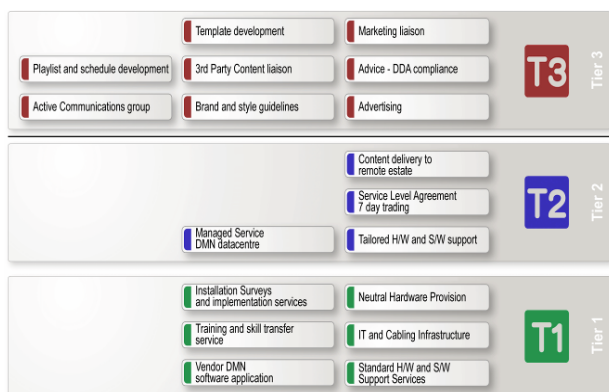 Template development
Marketing liaison
Playlist and schedule development
3rd Party Content liaison
Advice - DDA compliance
Active Communications group
Brand and style guidelines
Advertising
T3
Tier 3
Content delivery to
remote estate
Service Level Agreement
7 day trading
Managed Service
DMN datacentre
Tailored H/W and S/W support
T2
Tier 2
Installation Surveys
and implementation services
Neutral Hardware Provision
Training and skill transfer
service
IT and Cabling Infrastructure
Vendor DMN
software application
Standard H/W and S/W
Support Services
T1
Tier 1